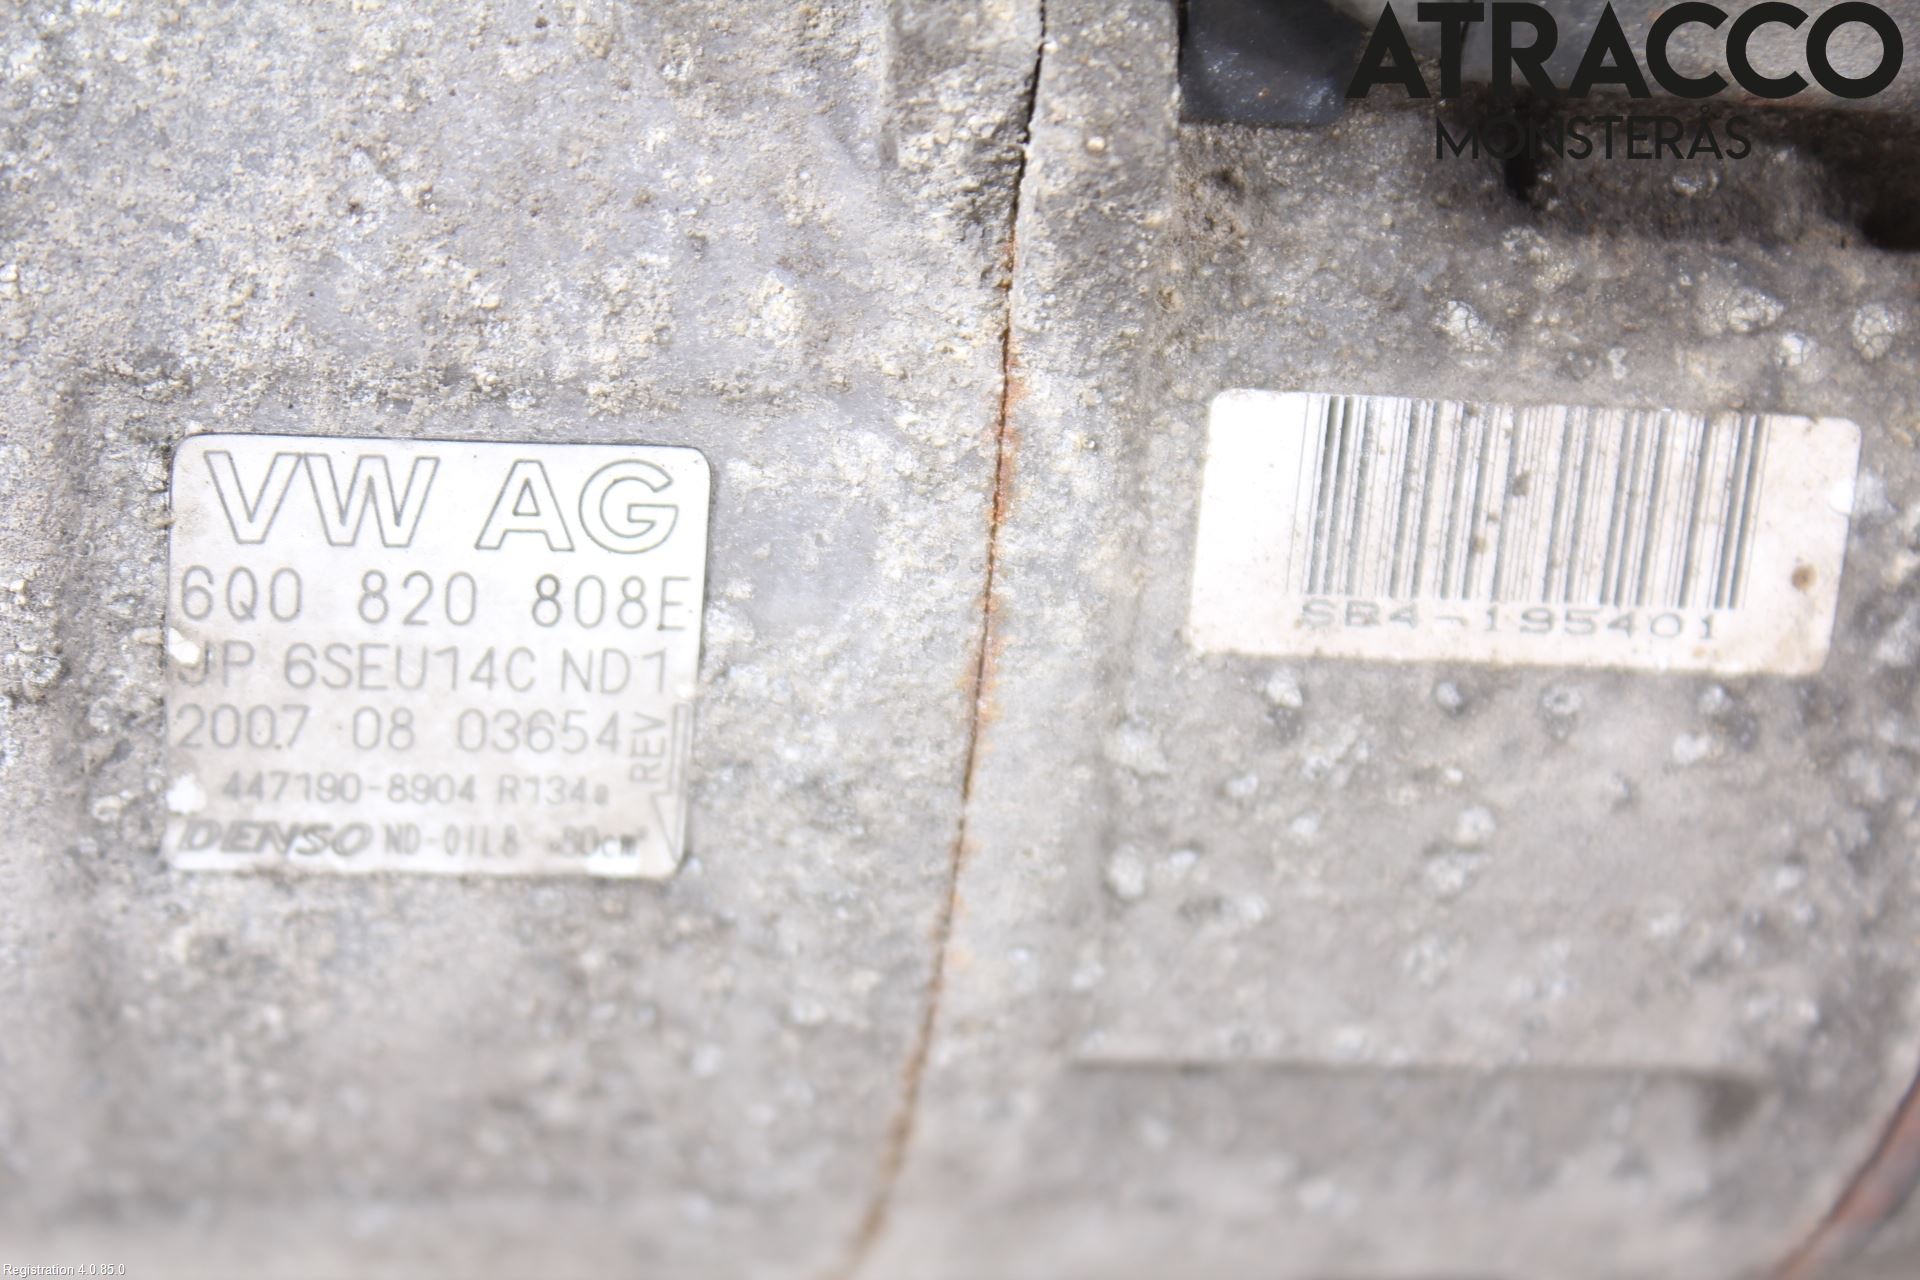 ATRACCO
MÖNSTERÅS
VW AG
6Q0 820 808E
JP 6SEU14C ND1
2007 08 03654
REV
447190-8904 R134a
DENSO ND-OIL8 80cm³
SB4-195401
Registration 4.0.85.0